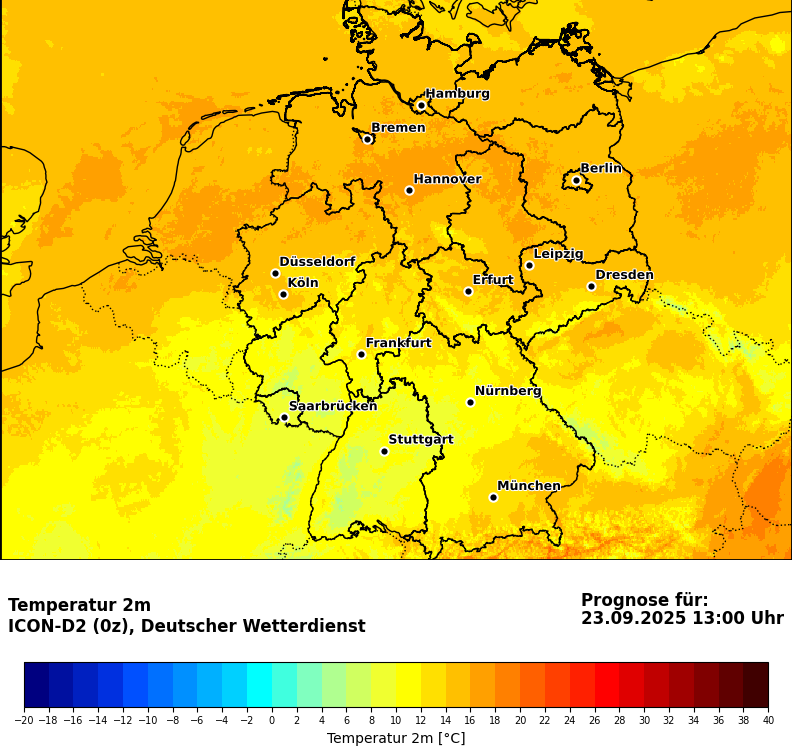 Hamburg
Bremen
Berlin
Hannover
Leipzig
Düsseldorf
Dresden
Köln
Erfurt
Frankfurt
Nürnberg
Saarbrücken
Stuttgart
München
Temperatur 2m
ICON-D2 (0z), Deutscher Wetterdienst
Prognose für:
23.09.2025 13:00 Uhr
−20 −18 −16 −14 −12 −10 −8 −6 −4 −2 0 2 4 6 8 10 12 14 16 18 20 22 24 26 28 30 32 34 36 38 40
Temperatur 2m [°C]